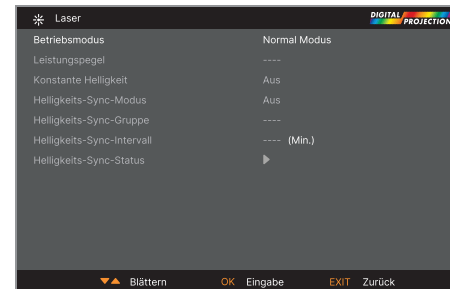 Laser
DIGITAL PROJECTION
Betriebsmodus Normal Modus
Leistungspegel ----
Konstante Helligkeit Aus
Helligkeits-Sync-Modus Aus
Helligkeits-Sync-Gruppe ----
Helligkeits-Sync-Intervall ---- (Min.)
Helligkeits-Sync-Status
Blättern OK Eingabe EXIT Zurück